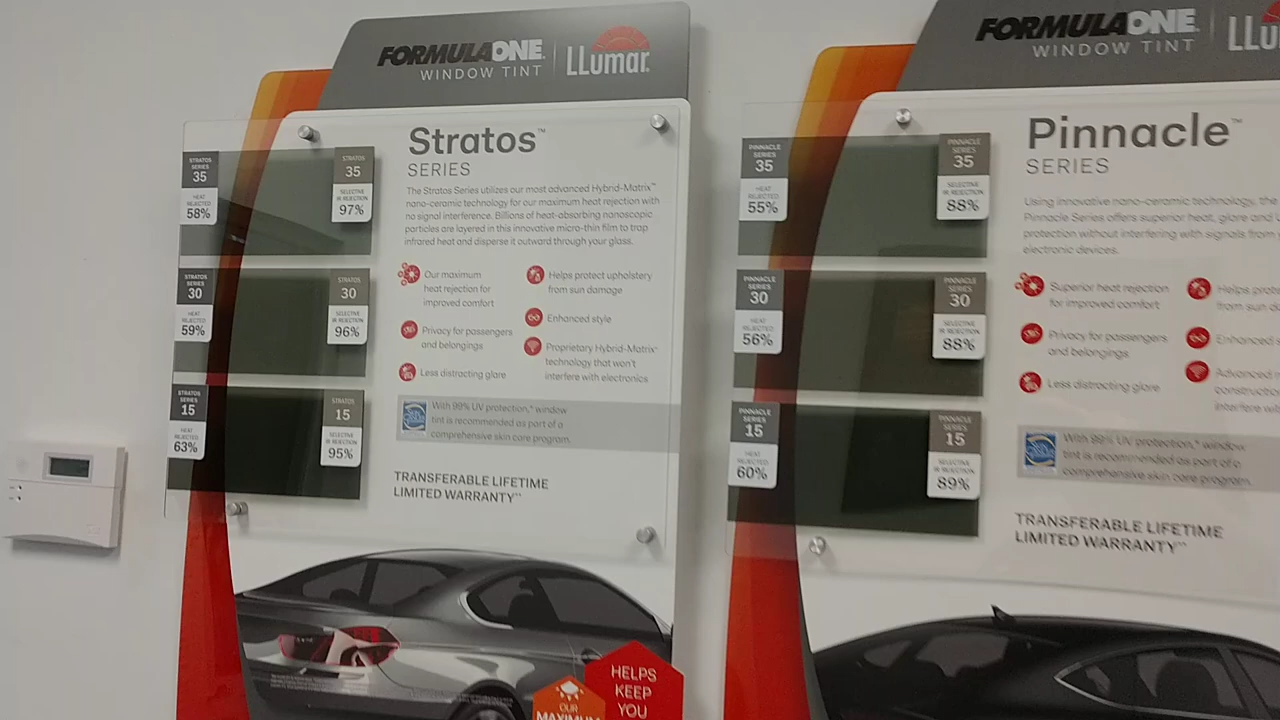 FORMULAONE
WINDOW TINT
LLumar
Stratos™
SERIES
The Stratos Series utilizes our most advanced Hybrid-Matrix™
nano-ceramic technology for our maximum heat rejection with
no signal interference. Billions of heat-absorbing nanoscopic
particles are layered in this innovative micro-thin film to trap
infrared heat and disperse it outward through your glass.
STRATOS
SERIES
35
HEAT
REJECTED
58%
STRATOS
35
SELECTIVE
IR REJECTION
97%
STRATOS
SERIES
30
HEAT
REJECTED
59%
STRATOS
30
SELECTIVE
IR REJECTION
96%
STRATOS
SERIES
15
HEAT
REJECTED
63%
STRATOS
15
SELECTIVE
IR REJECTION
95%
Our maximum
heat rejection for
improved comfort
Privacy for passengers
and belongings
Less distracting glare
Helps protect upholstery
from sun damage
Enhanced style
Proprietary Hybrid-Matrix™
technology that won't
interfere with electronics
With 99% UV protection,* window
tint is recommended as part of a
comprehensive skin care program.
TRANSFERABLE LIFETIME
LIMITED WARRANTY**
OUR
MAXIMUM
HELPS
KEEP
YOU
FORMULAONE
WINDOW TINT
LLu
Pinnacle™
SERIES
Using innovative nano-ceramic technology, the
Pinnacle Series offers superior heat, glare and
protection without interfering with signals from
electronic devices.
PINNACLE
SERIES
35
HEAT
REJECTED
55%
PINNACLE
SERIES
35
SELECTIVE
IR REJECTION
88%
PINNACLE
SERIES
30
HEAT
REJECTED
56%
PINNACLE
SERIES
30
SELECTIVE
IR REJECTION
88%
PINNACLE
SERIES
15
HEAT
REJECTED
60%
PINNACLE
SERIES
15
SELECTIVE
IR REJECTION
89%
Superior heat rejection
for improved comfort
Privacy for passengers
and belongings
Less distracting glare
Helps prote
from sun d
Enhanced s
Advanced n
constructio
interfere wi
With 99% UV protection,* window
tint is recommended as part of a
comprehensive skin care program.
TRANSFERABLE LIFETIME
LIMITED WARRANTY**